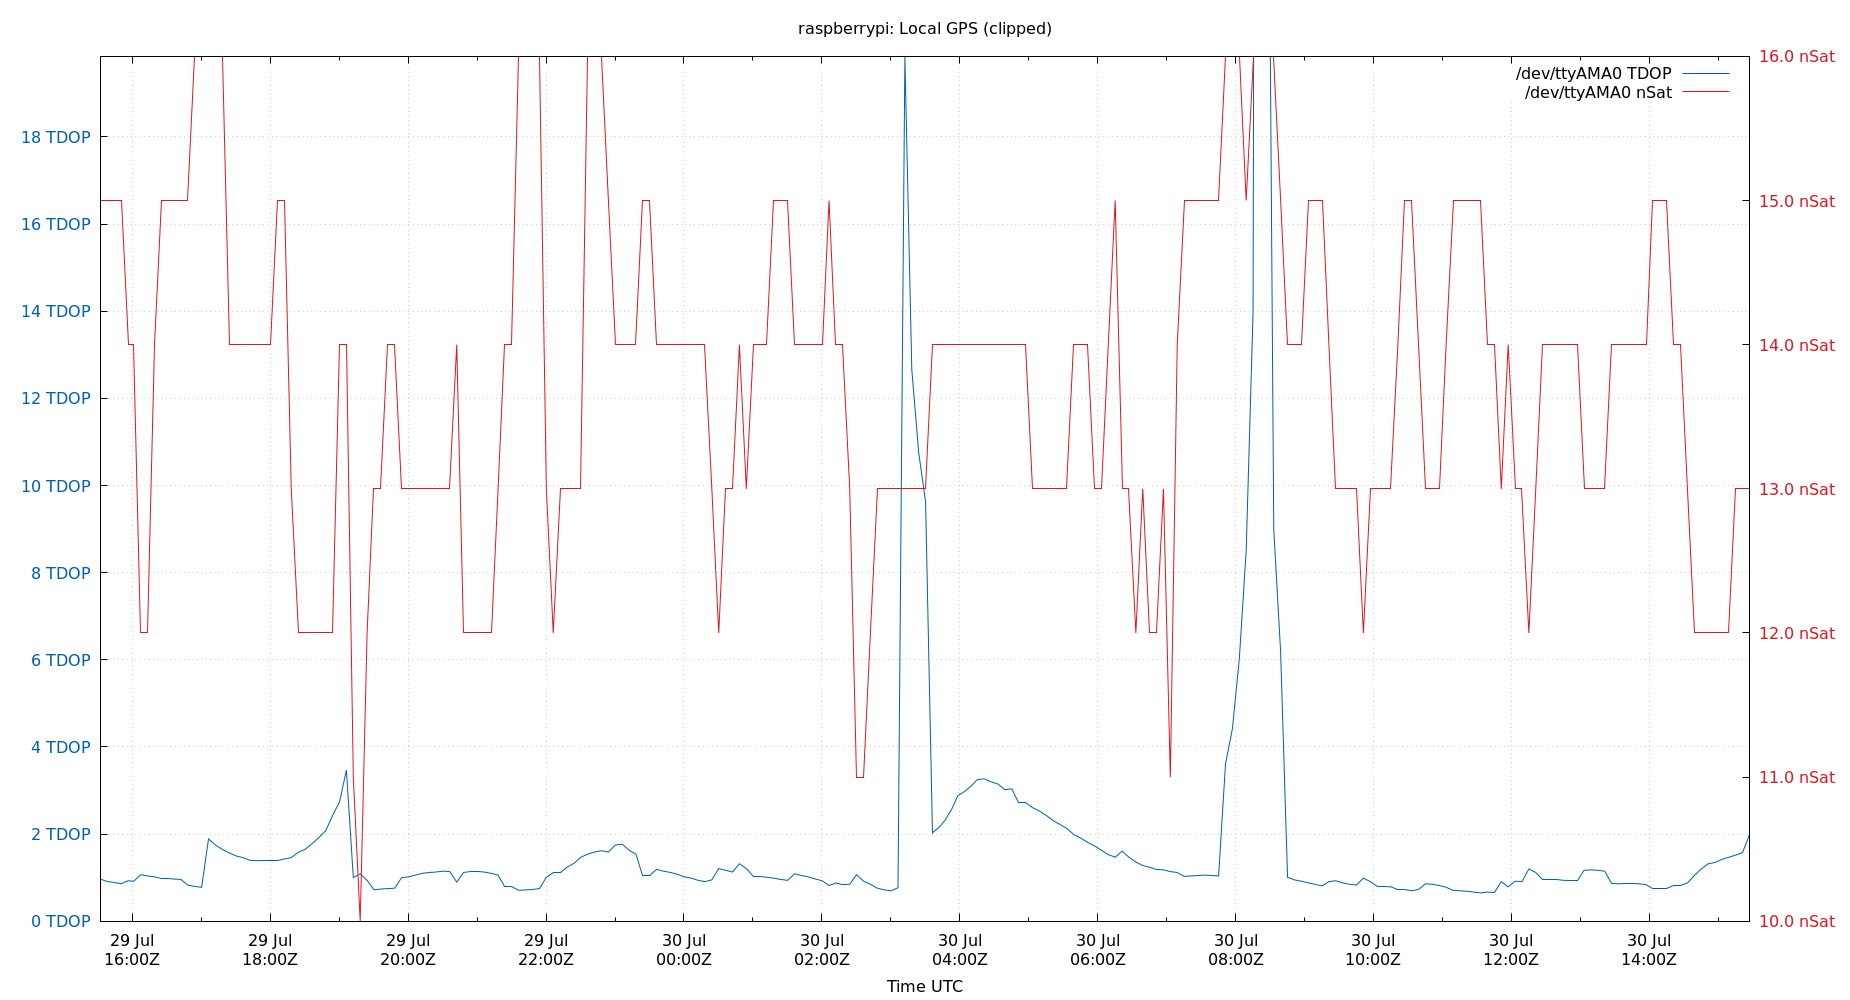 raspberrypi: Local GPS (clipped)
/dev/ttyAMA0 TDOP
/dev/ttyAMA0 nSat
18 TDOP
16 TDOP
14 TDOP
12 TDOP
10 TDOP
8 TDOP
6 TDOP
4 TDOP
2 TDOP
0 TDOP
16.0 nSat
15.0 nSat
14.0 nSat
13.0 nSat
12.0 nSat
11.0 nSat
10.0 nSat
29 Jul
16:00Z
29 Jul
18:00Z
29 Jul
20:00Z
29 Jul
22:00Z
30 Jul
00:00Z
30 Jul
02:00Z
30 Jul
04:00Z
30 Jul
06:00Z
30 Jul
08:00Z
30 Jul
10:00Z
30 Jul
12:00Z
30 Jul
14:00Z
Time UTC